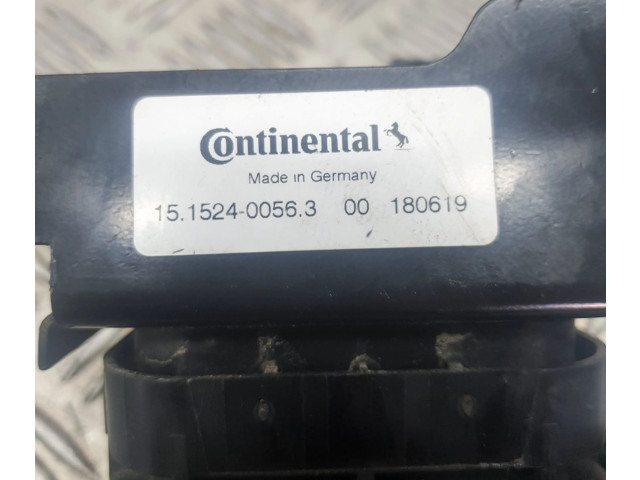 Continental
Made in Germany
15.1524-0056.3 00 180619